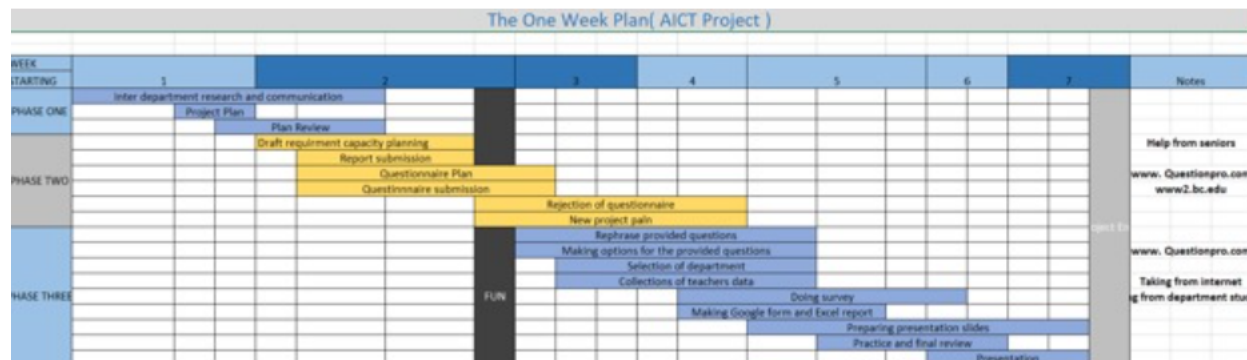 The One Week Plan( AICT Project )
WEEK
STARTING 1 2 3 4 5 6 7 Notes
Inter department research and communication
PHASE ONE Project Plan
Plan Review
Draft requirment capacity planning Help from seniors
Report submission
PHASE TWO Questionnaire Plan www. Questionpro.com
Questinnnaire submission www2.bc.edu
Rejection of questionnaire
New project paln
Rephrase provided questions
Making options for the provided questions www. Questionpro.com
Selection of department
Collections of teachers data Taking from internet
PHASE THREE FUN Doing survey from department
Making Google form and Excel report
Preparing presentation slides
Practice and final review
Presentation